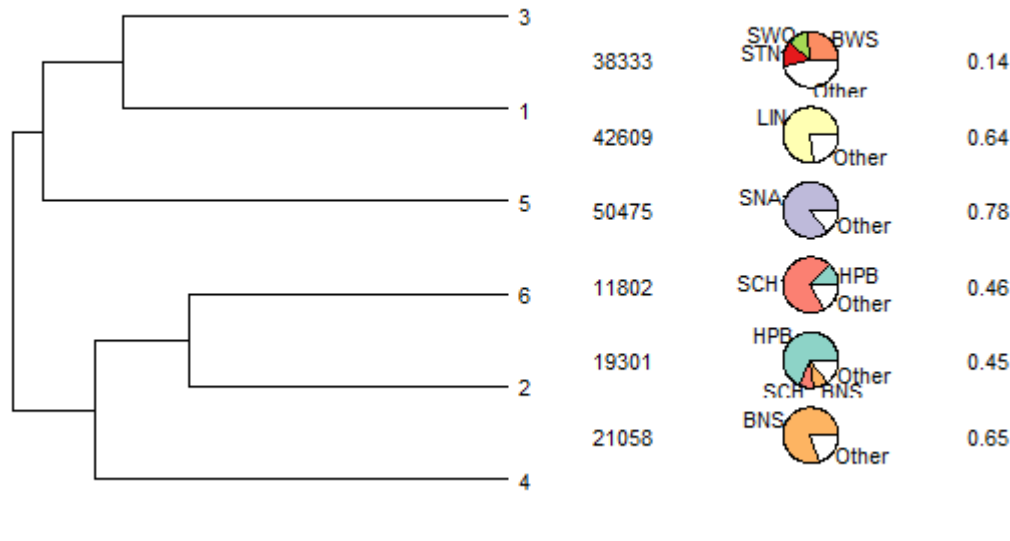 3
SWO BWS
STN
38333 0.14
Other
1
LIN
42609 0.64
Other
SNA
5 50475 0.78
Other
HPB
SCH
6 11802 0.46
Other
HPB
19301 0.45
Other
2
SCH BNS
BNS
21058 0.65
Other
4